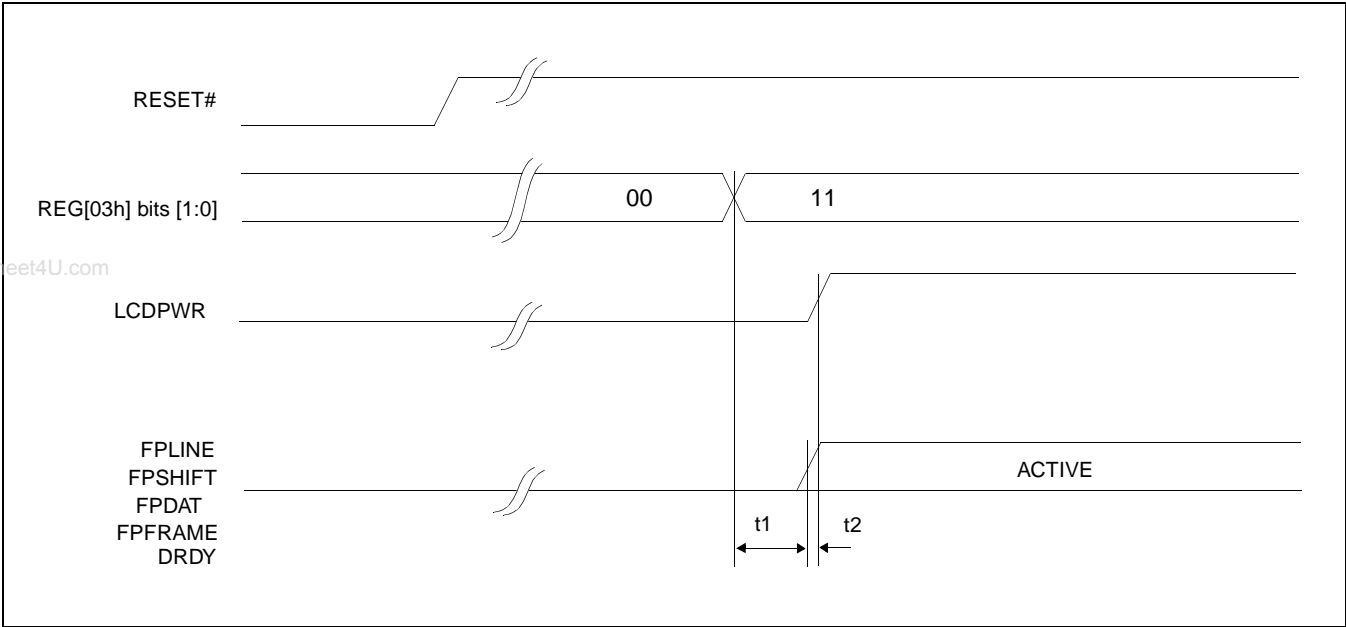 RESET#
REG[03h] bits [1:0]
00
11
eet4U.com
LCDPWR
FPLINE
FPSHIFT
FPDAT
FPFRAME
DRDY
ACTIVE
t1
t2